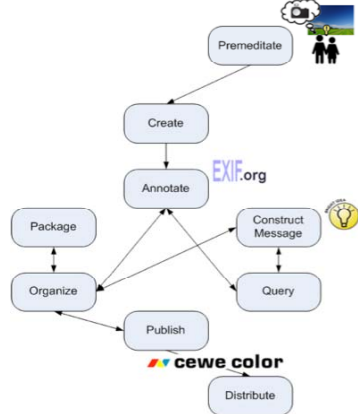 Premeditate
Create
Annotate
EXIF.org
Package
Construct
Message
Organize
Query
Publish
cewe color
Distribute